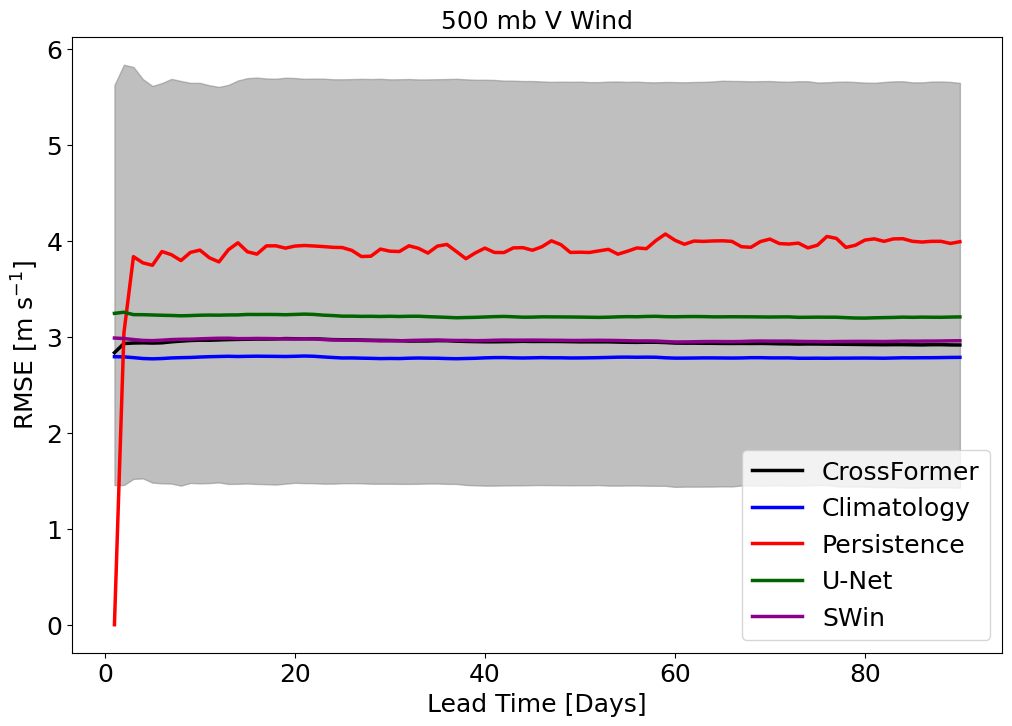 500 mb V Wind
RMSE [m s⁻¹]
6
5
4
3
2
1
0
0 20 40 60 80
Lead Time [Days]
CrossFormer
Climatology
Persistence
U-Net
SWin